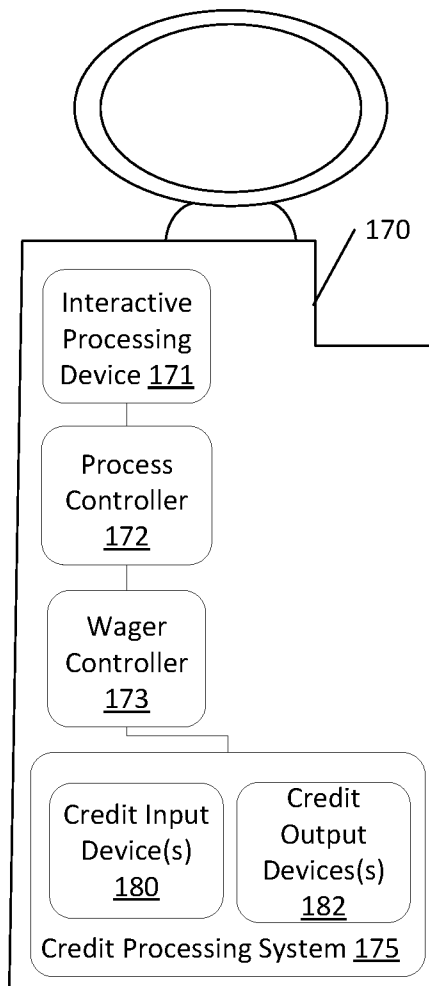 170
Interactive
Processing
Device 171
Process
Controller
172
Wager
Controller
173
Credit Input
Device(s)
180
Credit
Output
Devices(s)
182
Credit Processing System 175